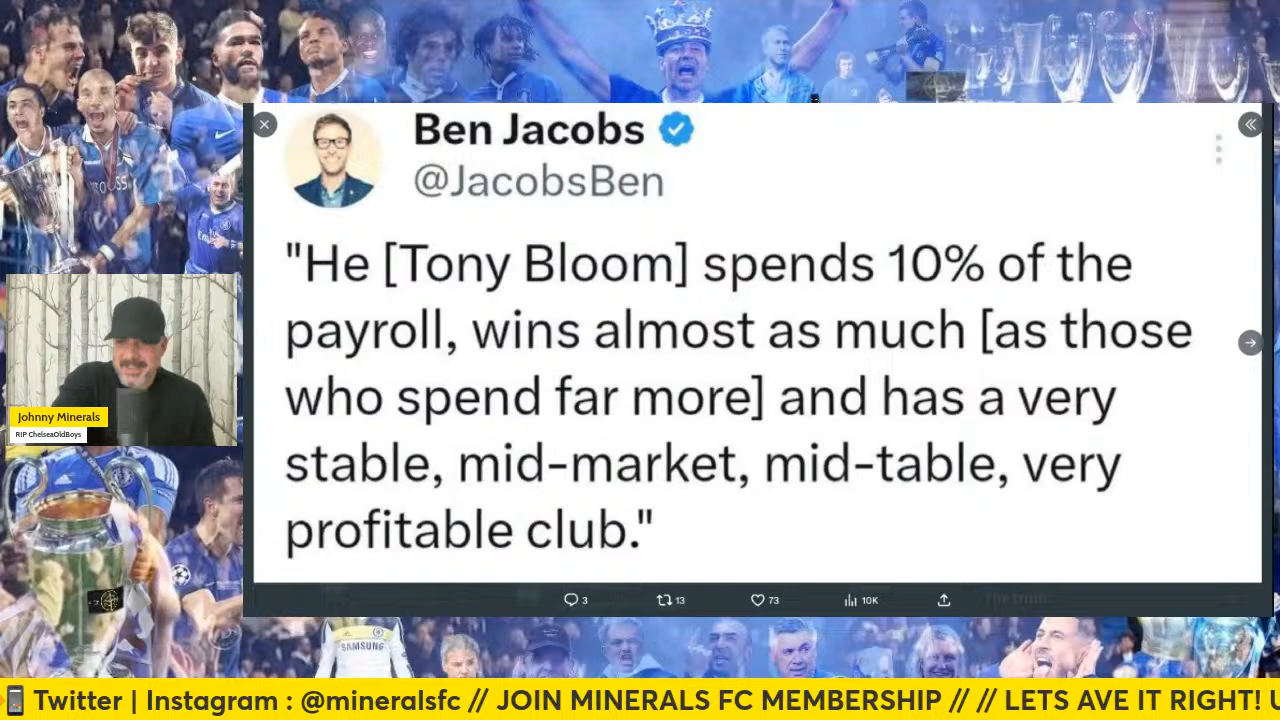 Ben Jacobs
@JacobsBen
"He [Tony Bloom] spends 10% of the
payroll, wins almost as much [as those
who spend far more] and has a very
stable, mid-market, mid-table, very
profitable club."
3
13
73
10K
The truth
Johnny Minerals
RIP ChelseaOldBoys
SAMSUNG
Twitter | Instagram : @mineralsfc // JOIN MINERALS FC MEMBERSHIP // // LETS AVE IT RIGHT! U